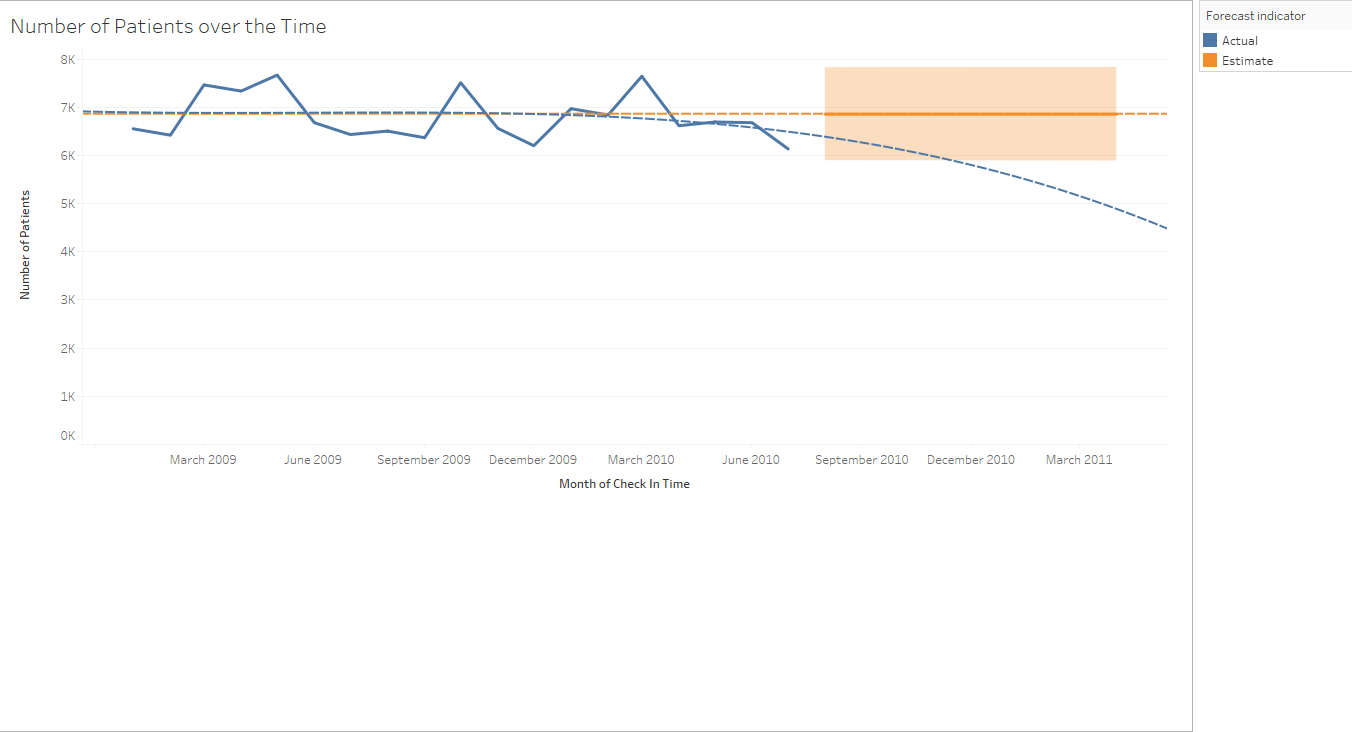 Number of Patients over the Time
Forecast indicator
Actual
Estimate
8K
7K
6K
5K
4K
3K
2K
1K
0K
Number of Patients
March 2009 June 2009 September 2009 December 2009 March 2010 June 2010 September 2010 December 2010 March 2011
Month of Check In Time